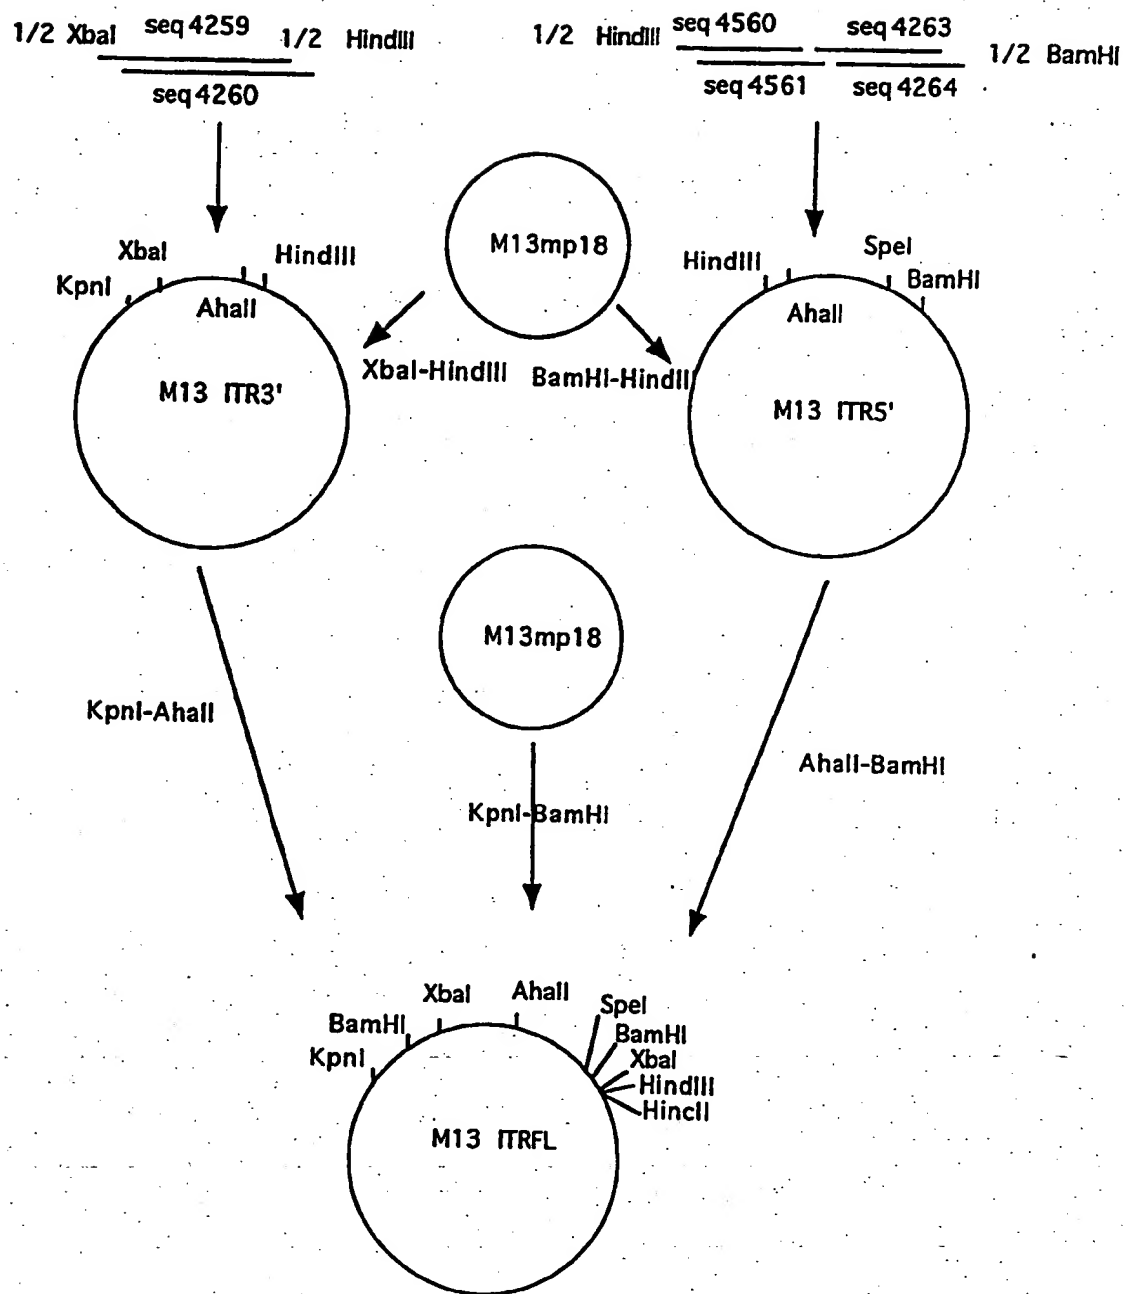 1/2 XbaI seq 4259 1/2 HindIII
seq 4260
1/2 HindIII seq 4560 seq 4263 1/2 BamHI
seq 4561 seq 4264
KpnI XbaI AhaII HindIII
M13 ITR3'
M13mp18
XbaI-HindIII BamHI-HindII
HindIII AhaII SpeI BamHI
M13 ITR5'
M13mp18
KpnI-AhaII
KpnI-BamHI
AhaII-BamHI
KpnI BamHI XbaI AhaII SpeI
BamHI
XbaI
HindIII
HincII
M13 ITRFL